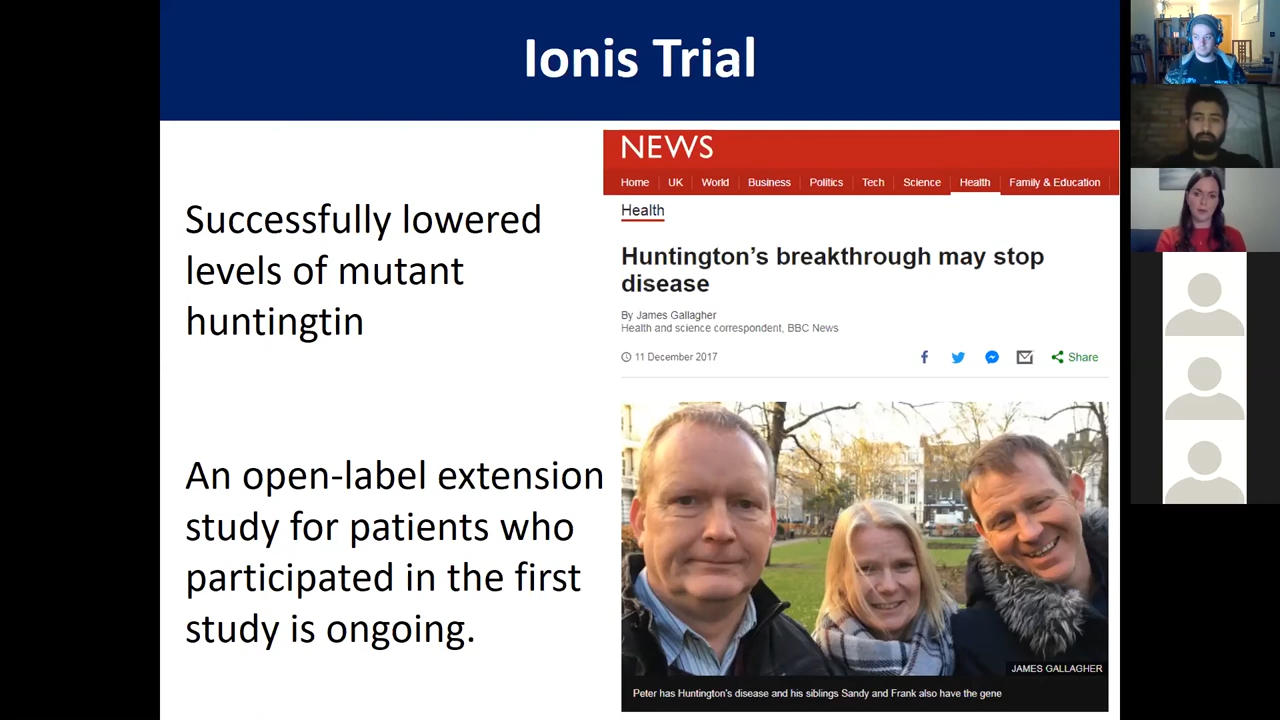 Ionis Trial
Successfully lowered
levels of mutant
huntingtin
An open-label extension
study for patients who
participated in the first
study is ongoing.
NEWS
Home UK World Business Politics Tech Science Health Family & Education
Health
Huntington's breakthrough may stop
disease
By James Gallagher
Health and science correspondent, BBC News
11 December 2017
Share
JAMES GALLAGHER
Peter has Huntington's disease and his siblings Sandy and Frank also have the gene